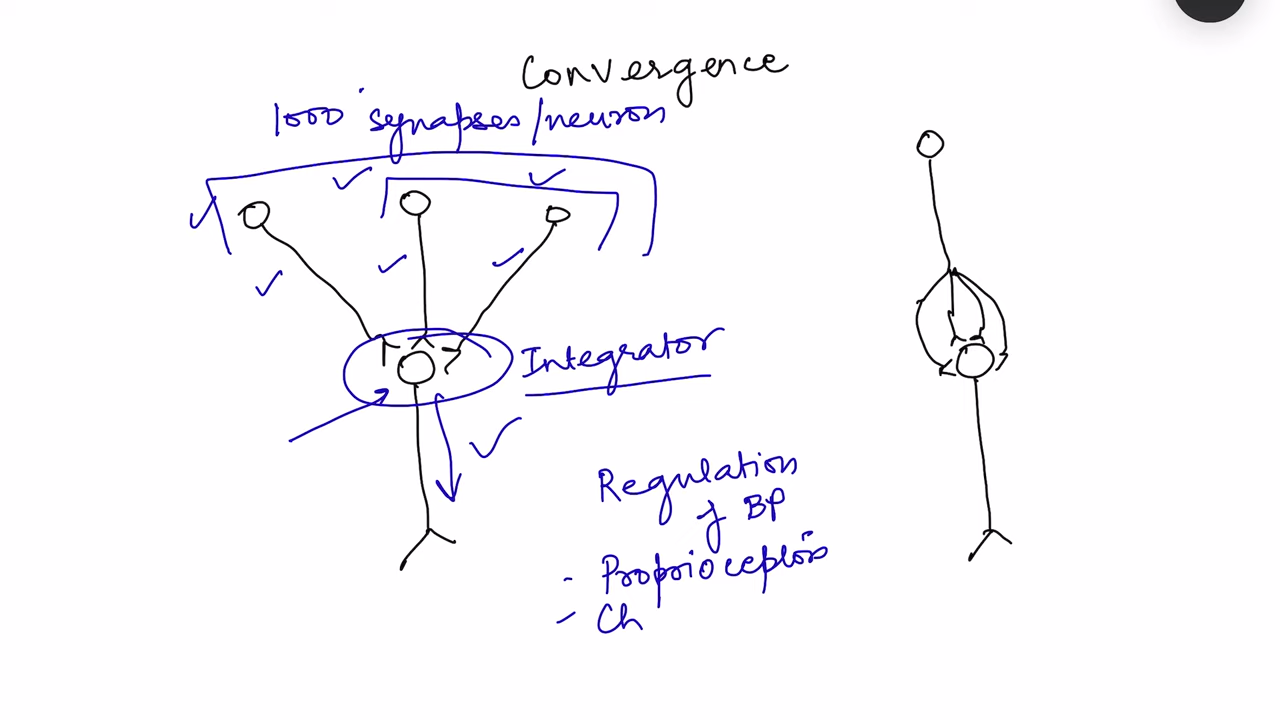 Convergence
1000 synapses/neuron
Integrator
Regulation
of BP
- Proprioceptors
- Ch